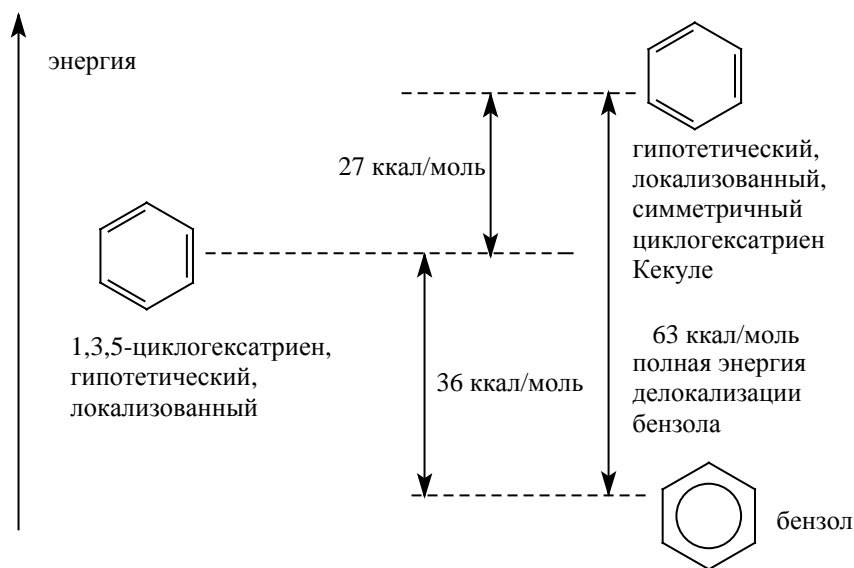 энергия
27 ккал/моль
гипотетический,
локализованный,
симметричный
циклогексатриен
Кекуле
1,3,5-циклогексатриен,
гипотетический,
локализованный
36 ккал/моль
63 ккал/моль
полная энергия
делокализации
бензола
бензол